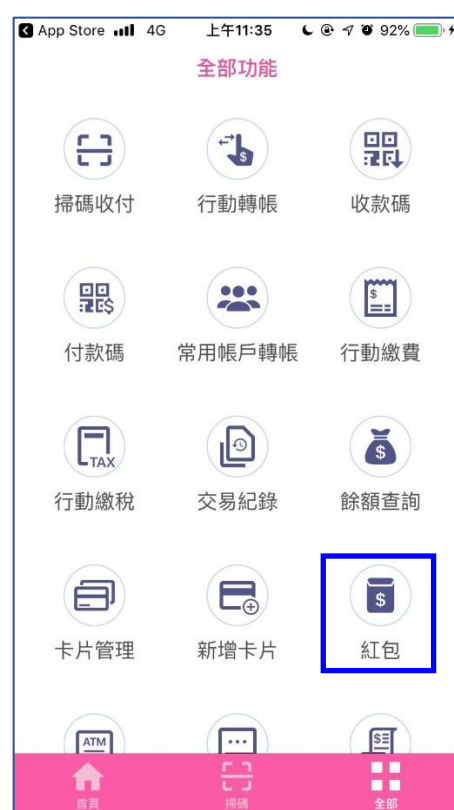 App Store 4G 上午11:35 92%
全部功能
$
掃碼收付 行動轉帳 收款碼
$ $
付款碼 常用帳戶轉帳 行動繳費
TAX $
行動繳稅 交易紀錄 餘額查詢
$
卡片管理 新增卡片 紅包
ATM $
首頁 掃碼 全部